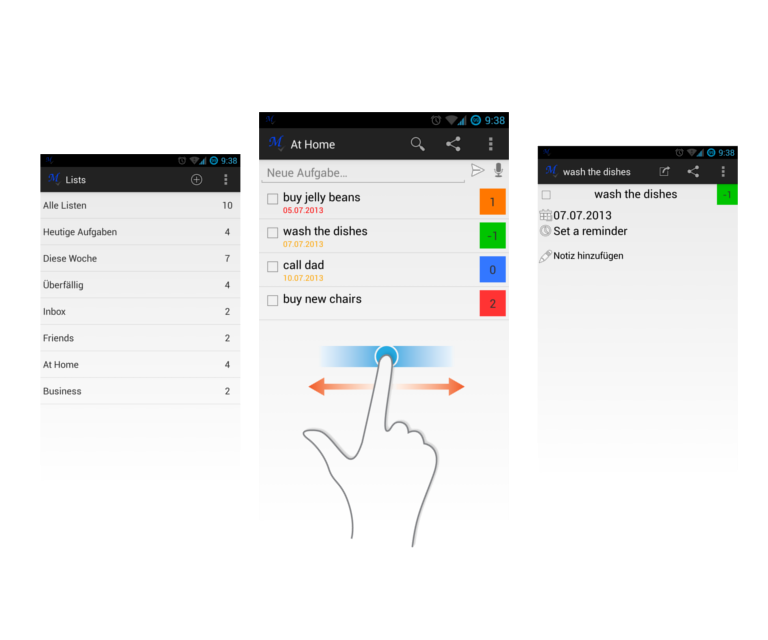 9:38
Lists
Alle Listen 10
Heutige Aufgaben 4
Diese Woche 7
Überfällig 4
Inbox 2
Friends 2
At Home 4
Business 2
9:38
M At Home
Neue Aufgabe...
buy jelly beans 1
05.07.2013
wash the dishes -1
07.07.2013
call dad 0
10.07.2013
buy new chairs 2
9:38
wash the dishes
wash the dishes -1
07.07.2013
Set a reminder
Notiz hinzufügen